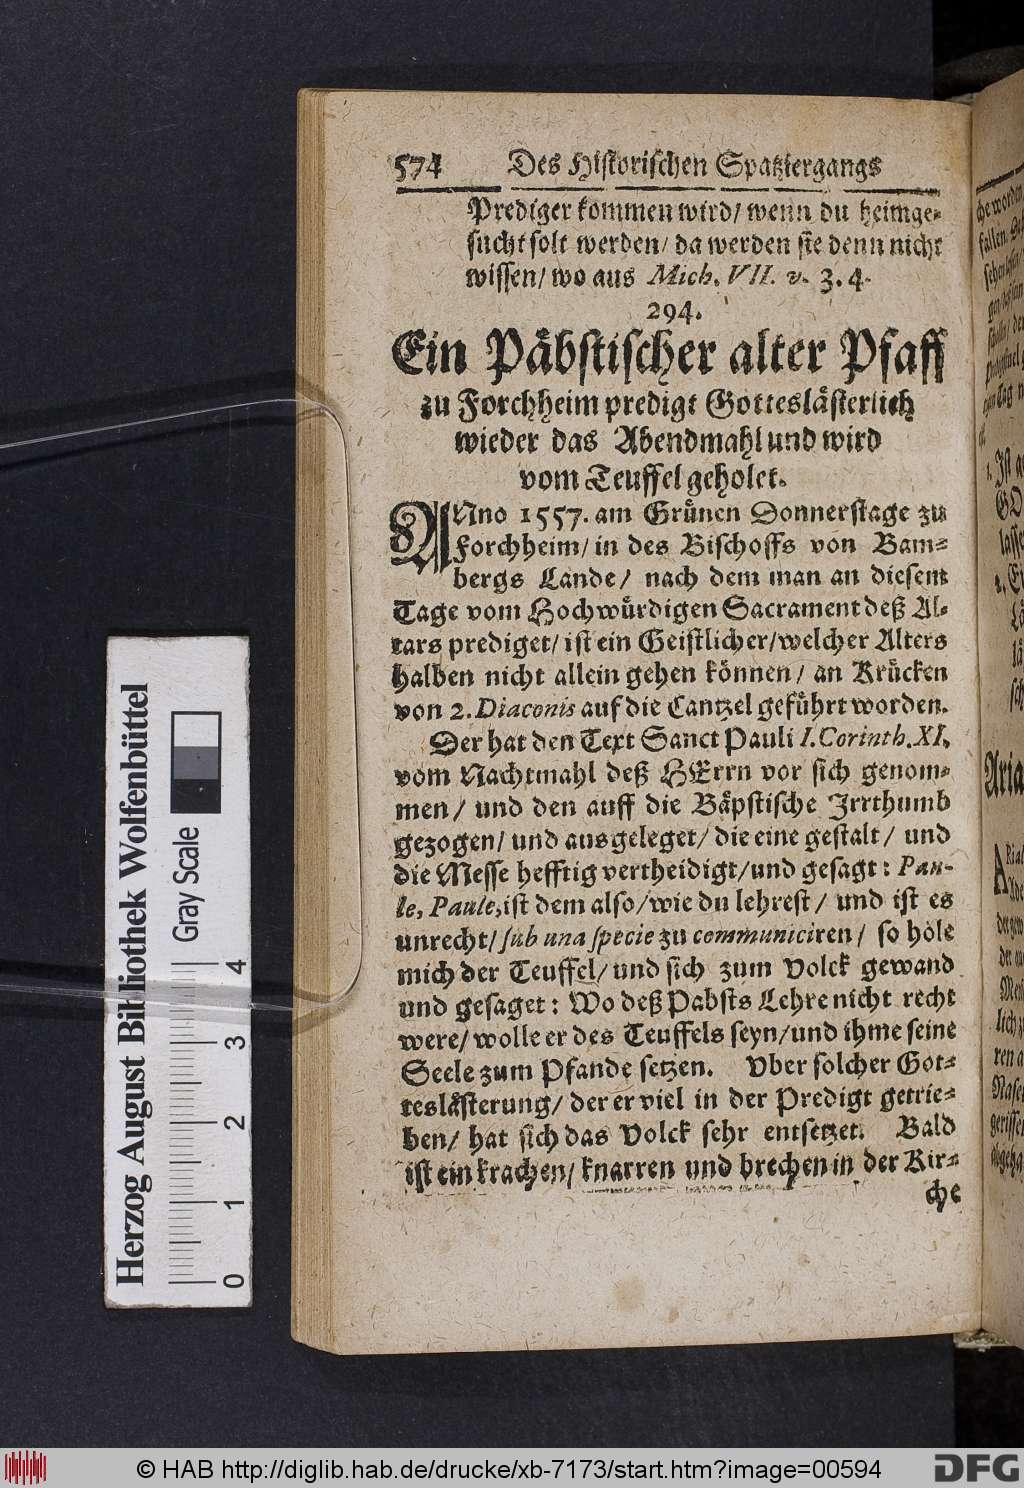 574 Des Historischen Spatziergangs
Prediger kommen wird/ wenn du heimge-
sucht solt werden/ da werden sie denn nicht
wissen/ wo aus Mich. VII. v. 3. 4.
294.
Ein Päbstischer alter Pfaff
zu Forchheim predigt Gotteslästerlich
wieder das Abendmahl und wird
vom Teuffel geholet.
ANno 1557. am Grünen Donnerstage zu
Forchheim/ in des Bischoffs von Bam-
bergs Lande/ nach dem man an diesem
Tage vom Hochwürdigen Sacrament deß Al-
tars prediget/ ist ein Geistlicher/ welcher Alters
halben nicht allein gehen können/ an Krücken
von 2. Diaconis auf die Cantzel geführt worden.
Der hat den Text Sanct Pauli I. Corinth. XI.
vom Nachtmahl deß HErrn vor sich genom-
men/ und den auff die Bäpstische Irrthumb
gezogen/ und ausgeleget/ die eine gestalt/ und
die Messe hefftig vertheidigt/ und gesagt: Pau-
le, Paule, ist dem also/ wie du lehrest/ und ist es
unrecht/ sub una specie zu communiciren/ so hole
mich der Teuffel/ und sich zum Volck gewand
und gesaget: Wo deß Pabsts Lehre nicht recht
were/ wolle er des Teuffels seyn/ und ihme seine
Seele zum Pfande setzen. Uber solcher Got-
teslästerung/ der er viel in der Predigt getrie-
ben/ hat sich das Volck sehr entsetzet. Bald
ist ein krachen/ knarren und brechen in der Kir-
che
Herzog August Bibliothek Wolfenbüttel
Gray Scale
0 1 2 3 4
© HAB http://diglib.hab.de/drucke/xb-7173/start.htm?image=00594
DFG